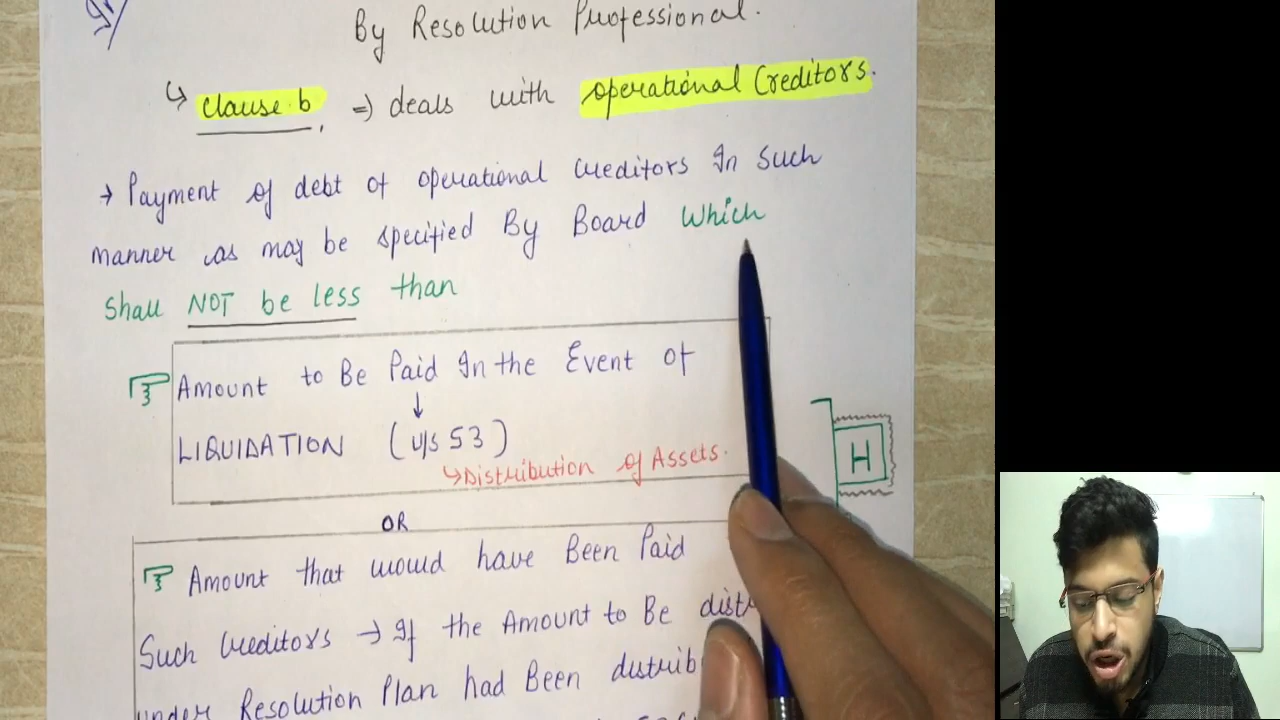 By Resolution Professional.
↳ clause.b ⇒ deals with operational Creditors.
→ Payment of debt of operational creditors In such
manner as may be specified By Board which
shall NOT be less than
Amount to Be Paid In the Event of
↓
LIQUIDATION (u/s 53)
↳Distribution of Assets.
H
OR
Amount that would have Been Paid
Such Creditors → If the Amount to Be
under Resolution Plan had Been